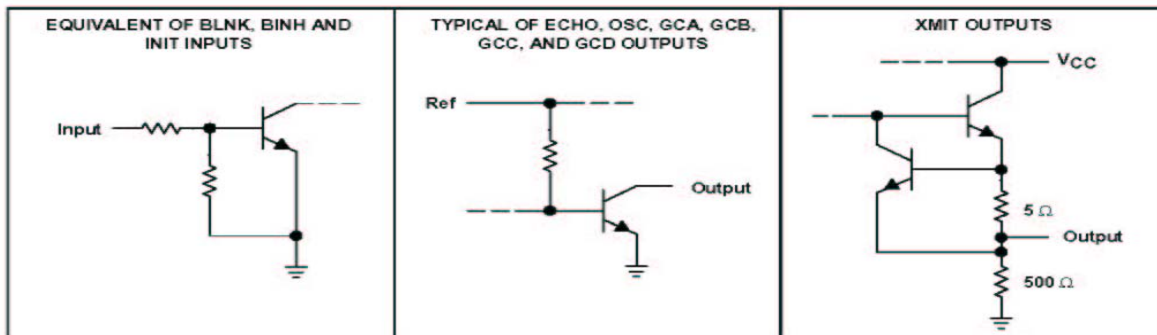 EQUIVALENT OF BLNK, BINH AND
INIT INPUTS
Input
TYPICAL OF ECHO, OSC, GCA, GCB,
GCC, AND GCD OUTPUTS
Ref
Output
XMIT OUTPUTS
VCC
5 Ω
Output
500 Ω